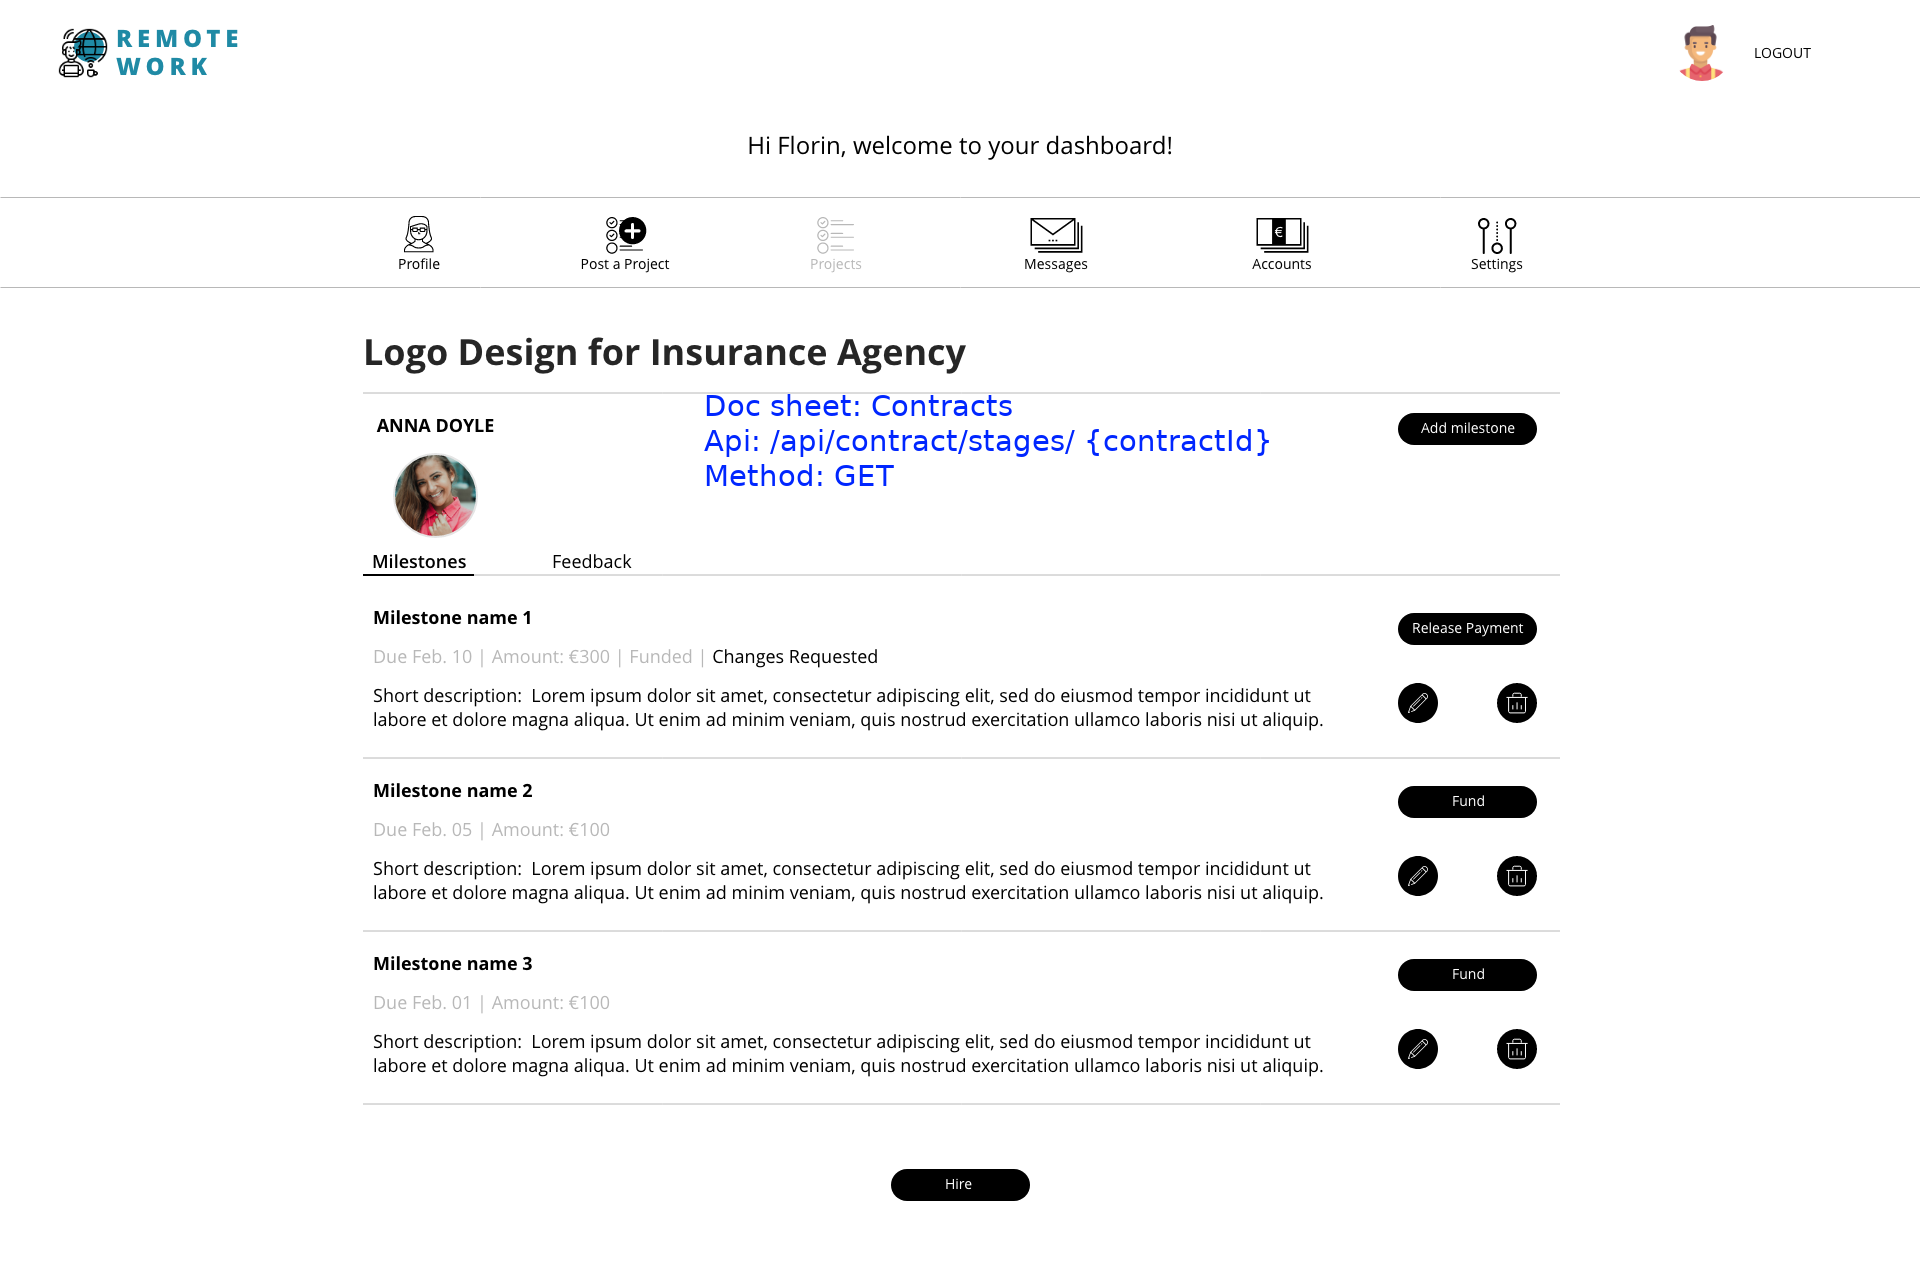 REMOTE
WORK
LOGOUT
Hi Florin, welcome to your dashboard!
Profile
Post a Project
Projects
Messages
€
Accounts
Settings
Logo Design for Insurance Agency
Doc sheet: Contracts
Api: /api/contract/stages/ {contractId}
Method: GET
ANNA DOYLE
Add milestone
Milestones
Feedback
Milestone name 1
Release Payment
Due Feb. 10 | Amount: €300 | Funded | Changes Requested
Short description:  Lorem ipsum dolor sit amet, consectetur adipiscing elit, sed do eiusmod tempor incididunt ut
labore et dolore magna aliqua. Ut enim ad minim veniam, quis nostrud exercitation ullamco laboris nisi ut aliquip.
Milestone name 2
Fund
Due Feb. 05 | Amount: €100
Short description:  Lorem ipsum dolor sit amet, consectetur adipiscing elit, sed do eiusmod tempor incididunt ut
labore et dolore magna aliqua. Ut enim ad minim veniam, quis nostrud exercitation ullamco laboris nisi ut aliquip.
Milestone name 3
Fund
Due Feb. 01 | Amount: €100
Short description:  Lorem ipsum dolor sit amet, consectetur adipiscing elit, sed do eiusmod tempor incididunt ut
labore et dolore magna aliqua. Ut enim ad minim veniam, quis nostrud exercitation ullamco laboris nisi ut aliquip.
Hire